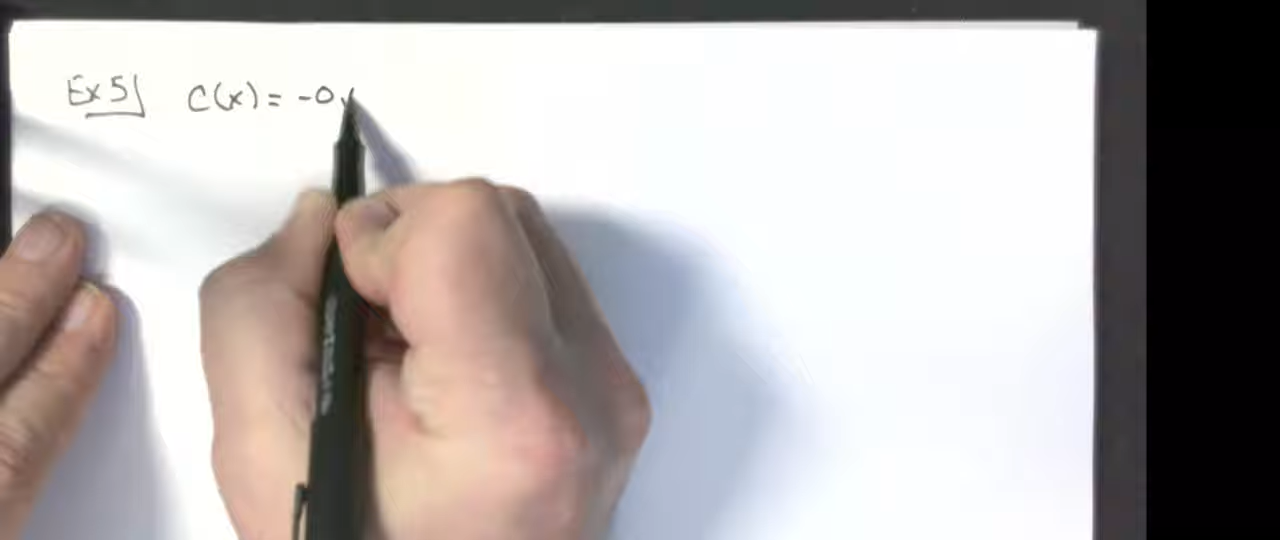 Ex 5] C(x) = -0